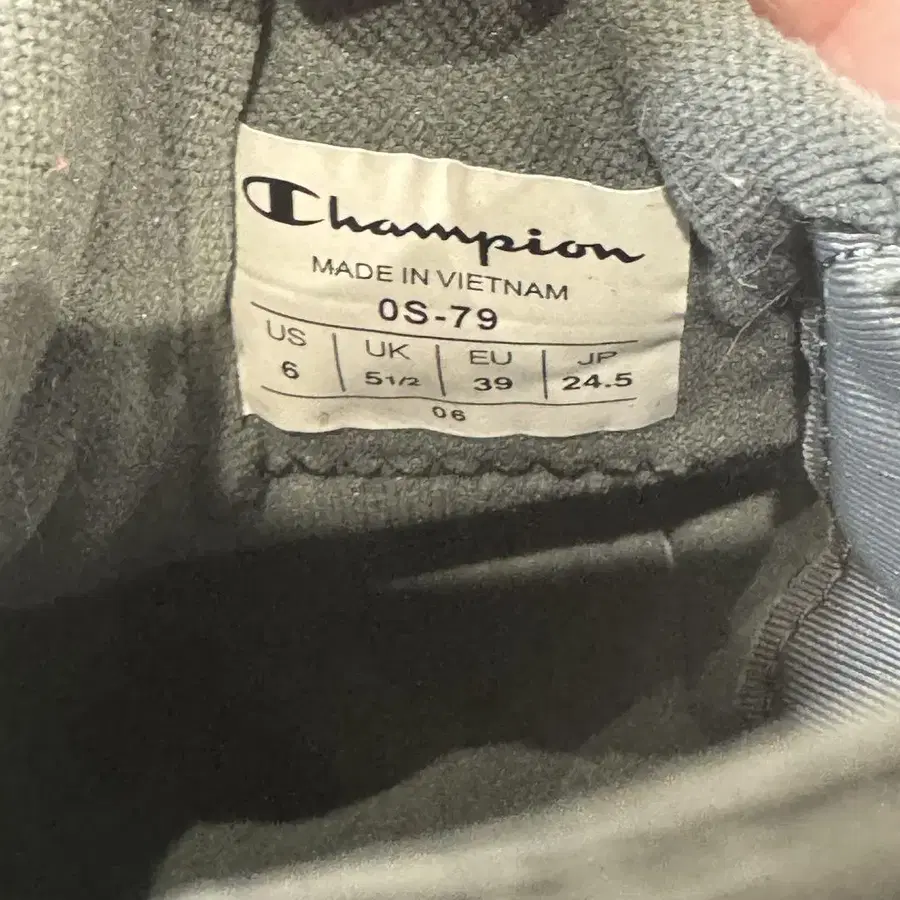 Champion
MADE IN VIETNAM
0S-79
US UK EU JP
6 5 1/2 39 24.5
06